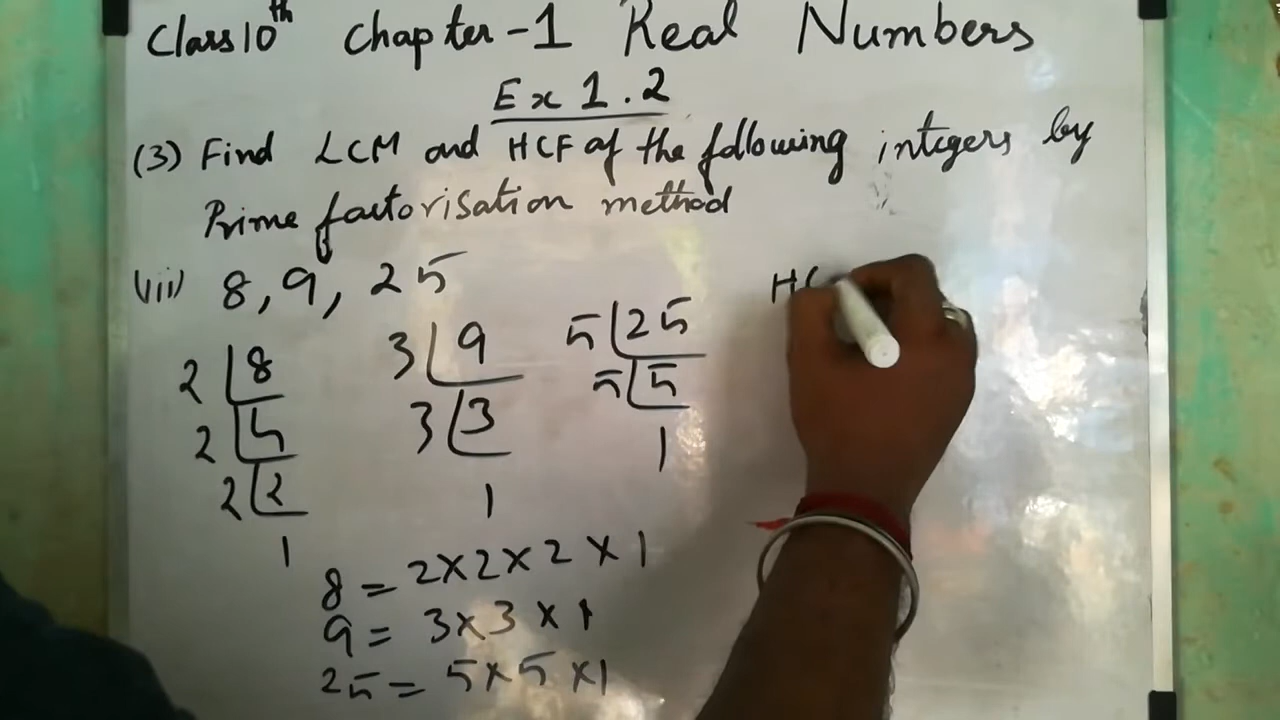 Class 10th Chapter-1 Real Numbers
Ex 1.2
(3) Find LCM and HCF of the following integers by
Prime factorisation method
(iii) 8, 9, 25
2 8
2 4
2 2
1
3 9
3 3
1
5 25
5 5
1
8 = 2×2×2×1
9 = 3×3×1
25 = 5×5×1
HC